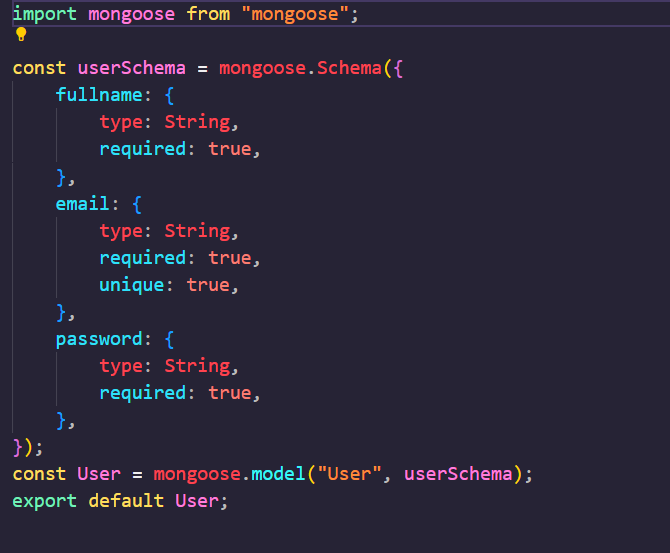 import mongoose from "mongoose";
const userSchema = mongoose.Schema({
fullname: {
type: String,
required: true,
},
email: {
type: String,
required: true,
unique: true,
},
password: {
type: String,
required: true,
},
});
const User = mongoose.model("User", userSchema);
export default User;